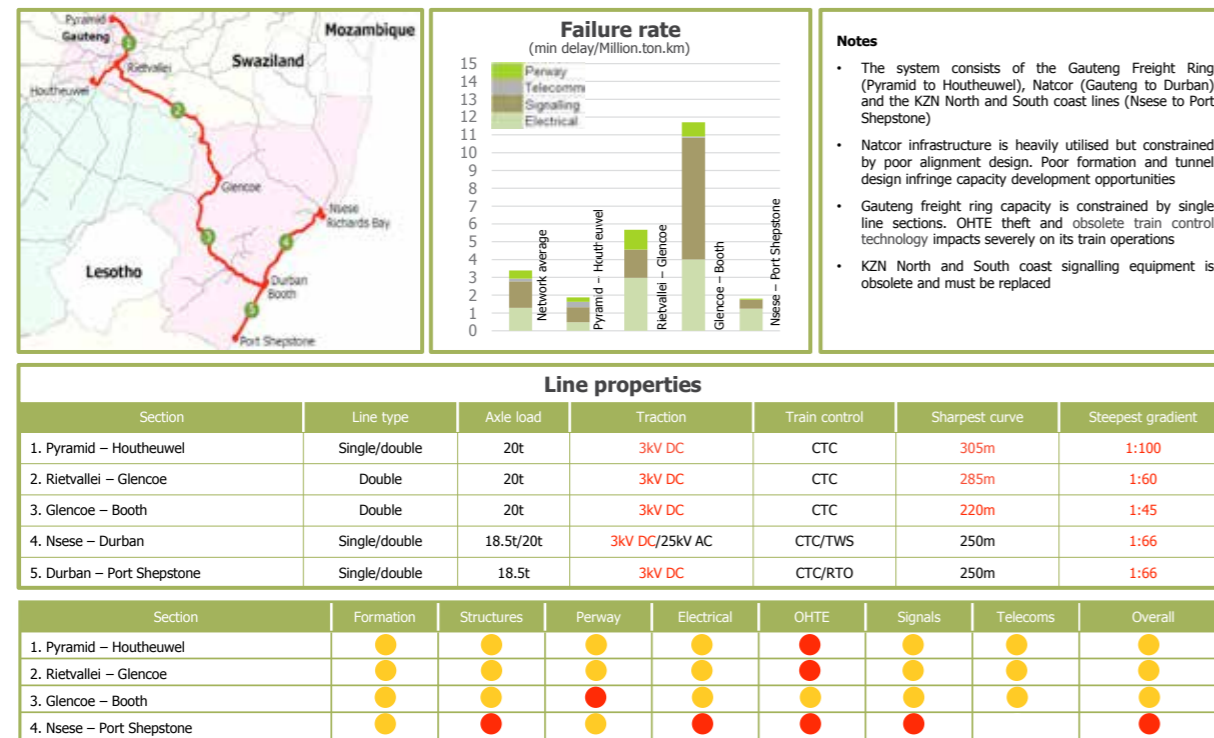 Pyramid
Gauteng
Mozambique
Rietvallei
Swaziland
Houtheuwel
1
2
Glencoe
Nsese
Richards Bay
3
4
Lesotho
Durban
Booth
5
Port Shepstone
Failure rate
(min delay/Million.ton.km)
15
14
13
12
11
10
9
8
7
6
5
4
3
2
1
0
Perway
Telecomm
Signalling
Electrical
Network average
Pyramid – Houtheuwel
Rietvallei – Glencoe
Glencoe – Booth
Nsese – Port Shepstone
Notes
• The system consists of the Gauteng Freight Ring
(Pyramid to Houtheuwel), Natcor (Gauteng to Durban)
and the KZN North and South coast lines (Nsese to Port
Shepstone)
• Natcor infrastructure is heavily utilised but constrained
by poor alignment design. Poor formation and tunnel
design infringe capacity development opportunities
• Gauteng freight ring capacity is constrained by single
line sections. OHTE theft and obsolete train control
technology impacts severely on its train operations
• KZN North and South coast signalling equipment is
obsolete and must be replaced
Line properties
Section Line type Axle load Traction Train control Sharpest curve Steepest gradient
1. Pyramid – Houtheuwel Single/double 20t 3kV DC CTC 305m 1:100
2. Rietvallei – Glencoe Double 20t 3kV DC CTC 285m 1:60
3. Glencoe – Booth Double 20t 3kV DC CTC 220m 1:45
4. Nsese – Durban Single/double 18.5t/20t 3kV DC/25kV AC CTC/TWS 250m 1:66
5. Durban – Port Shepstone Single/double 18.5t 3kV DC CTC/RTO 250m 1:66
Section Formation Structures Perway Electrical OHTE Signals Telecoms Overall
1. Pyramid – Houtheuwel
2. Rietvallei – Glencoe
3. Glencoe – Booth
4. Nsese – Port Shepstone